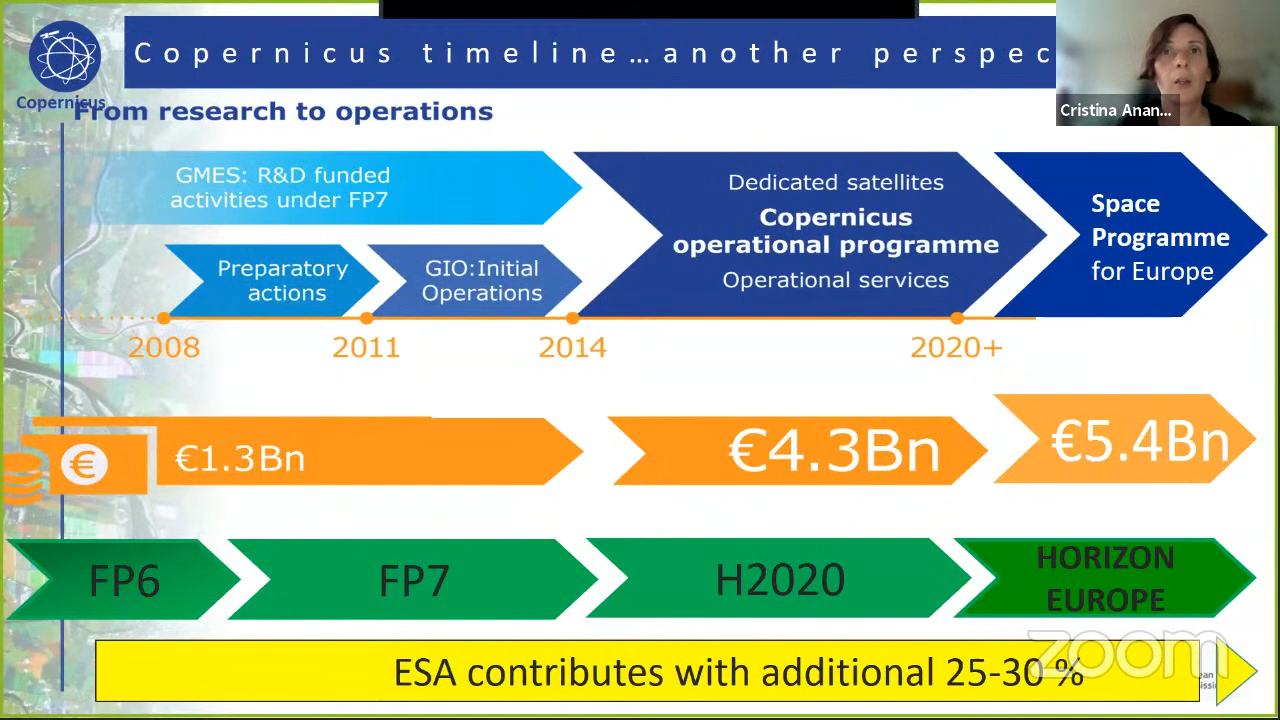 Copernicus timeline...another perspec
Cristina Anan...
Copernicus
From research to operations
GMES: R&D funded
activities under FP7
Dedicated satellites
Copernicus
operational programme
Operational services
Space
Programme
for Europe
Preparatory
actions
GIO:Initial
Operations
2008
2011
2014
2020+
€
€1.3Bn
€4.3Bn
€5.4Bn
FP6
FP7
H2020
HORIZON
EUROPE
ESA contributes with additional 25-30 %
zoom